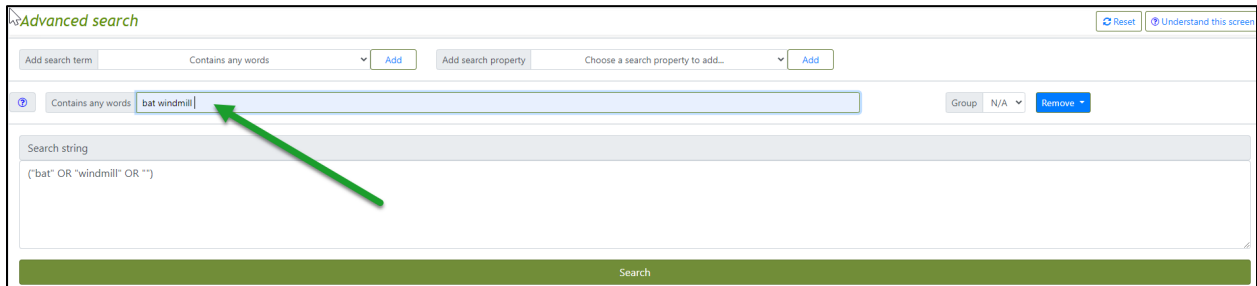 Advanced search
Reset
Understand this screen
Add search term Contains any words Add Add search property Choose a search property to add... Add
Contains any words bat windmill Group N/A Remove
Search string
("bat" OR "windmill" OR "")
Search